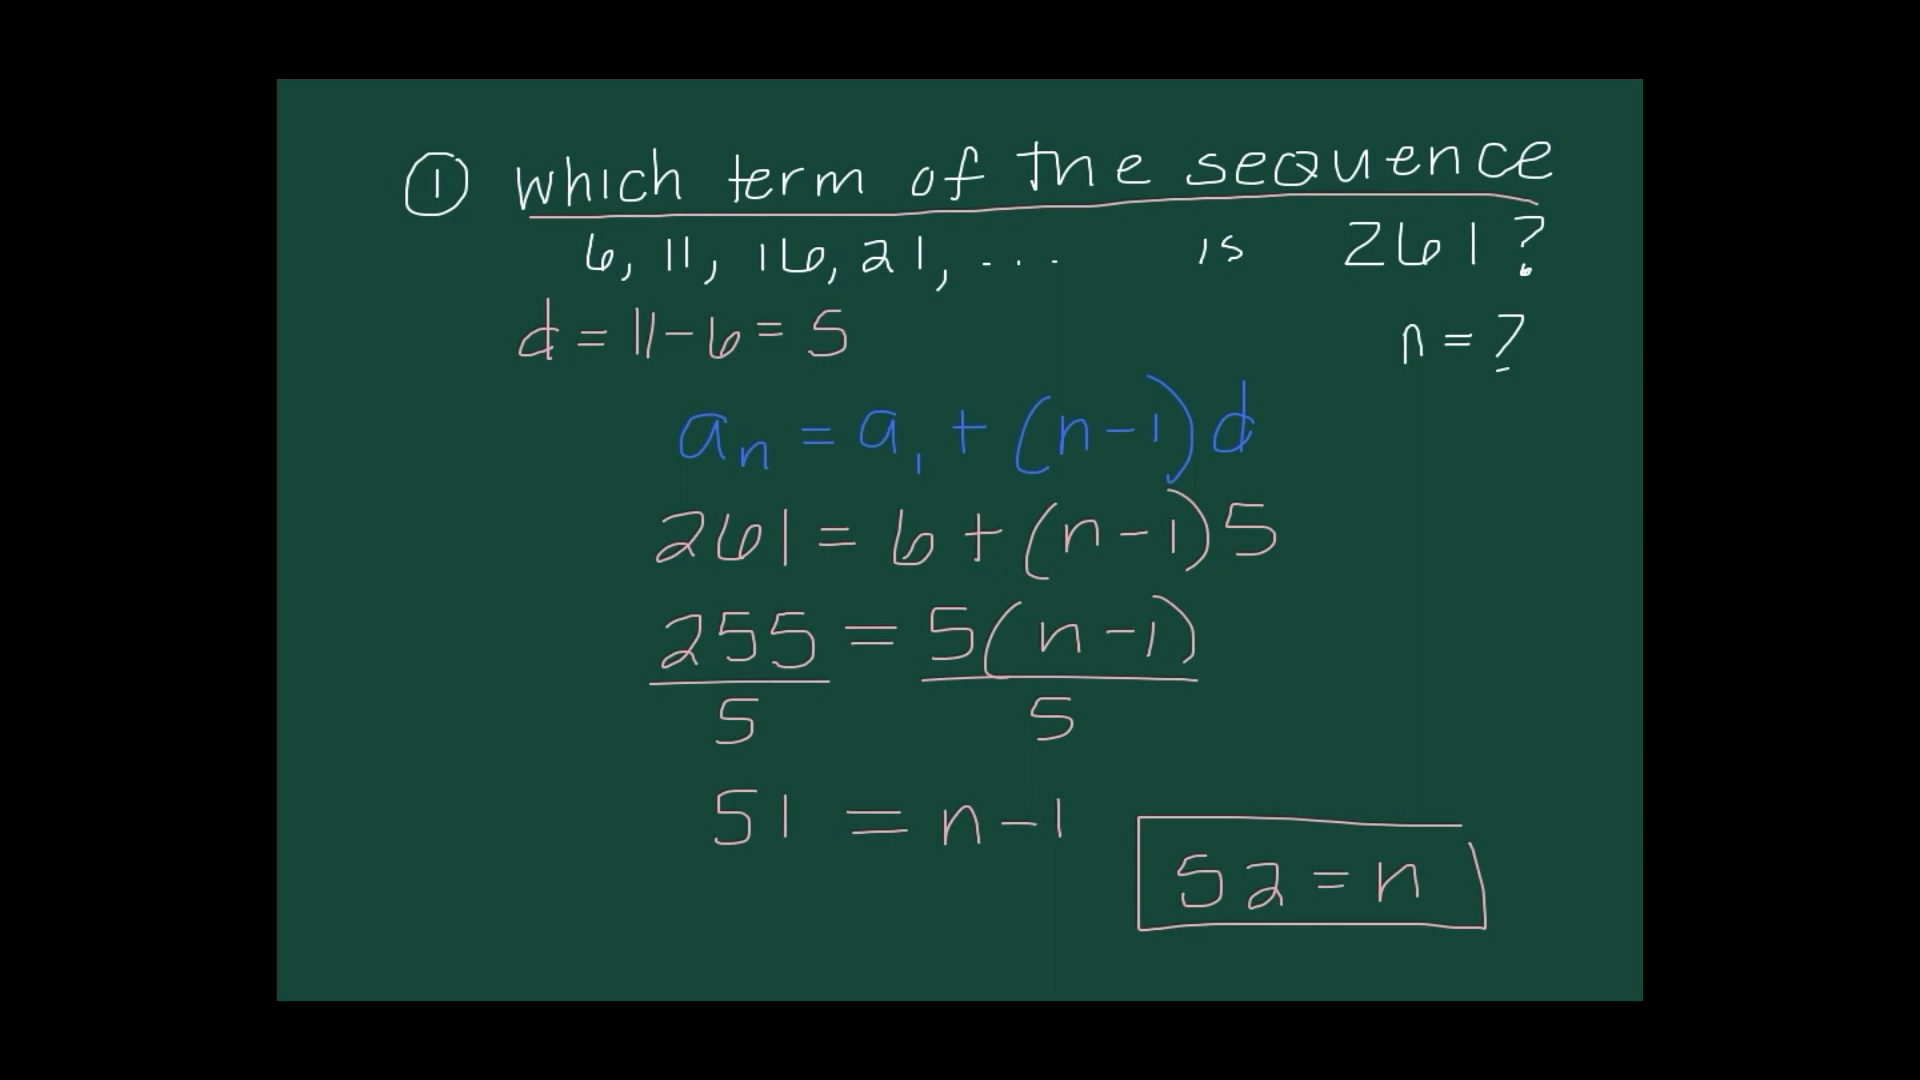 ① Which term of the sequence
6, 11, 16, 21, ... is 261?
d = 11 - 6 = 5 n = ?
aₙ = a₁ + (n-1)d
261 = 6 + (n-1)5
255 = 5(n-1)
5 5
51 = n-1
52 = n